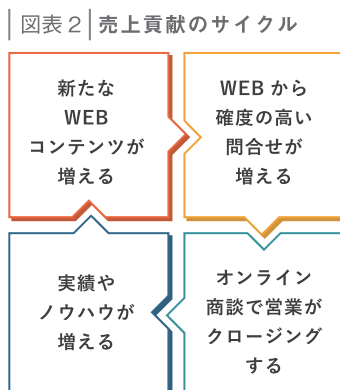 図表2 売上貢献のサイクル
新たな
WEB
コンテンツが
増える
WEBから
確度の高い
問合せが
増える
実績や
ノウハウが
増える
オンライン
商談で営業が
クロージング
する